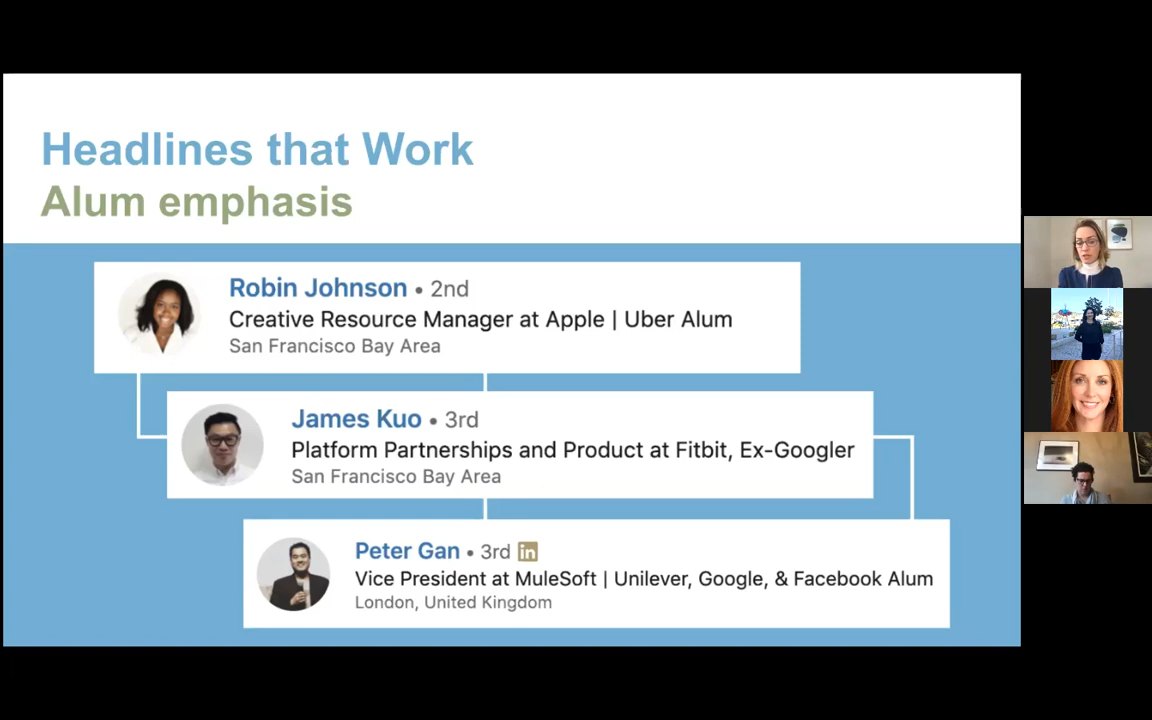 Headlines that Work
Alum emphasis
Robin Johnson • 2nd
Creative Resource Manager at Apple | Uber Alum
San Francisco Bay Area
James Kuo • 3rd
Platform Partnerships and Product at Fitbit, Ex-Googler
San Francisco Bay Area
Peter Gan • 3rd in
Vice President at MuleSoft | Unilever, Google, & Facebook Alum
London, United Kingdom